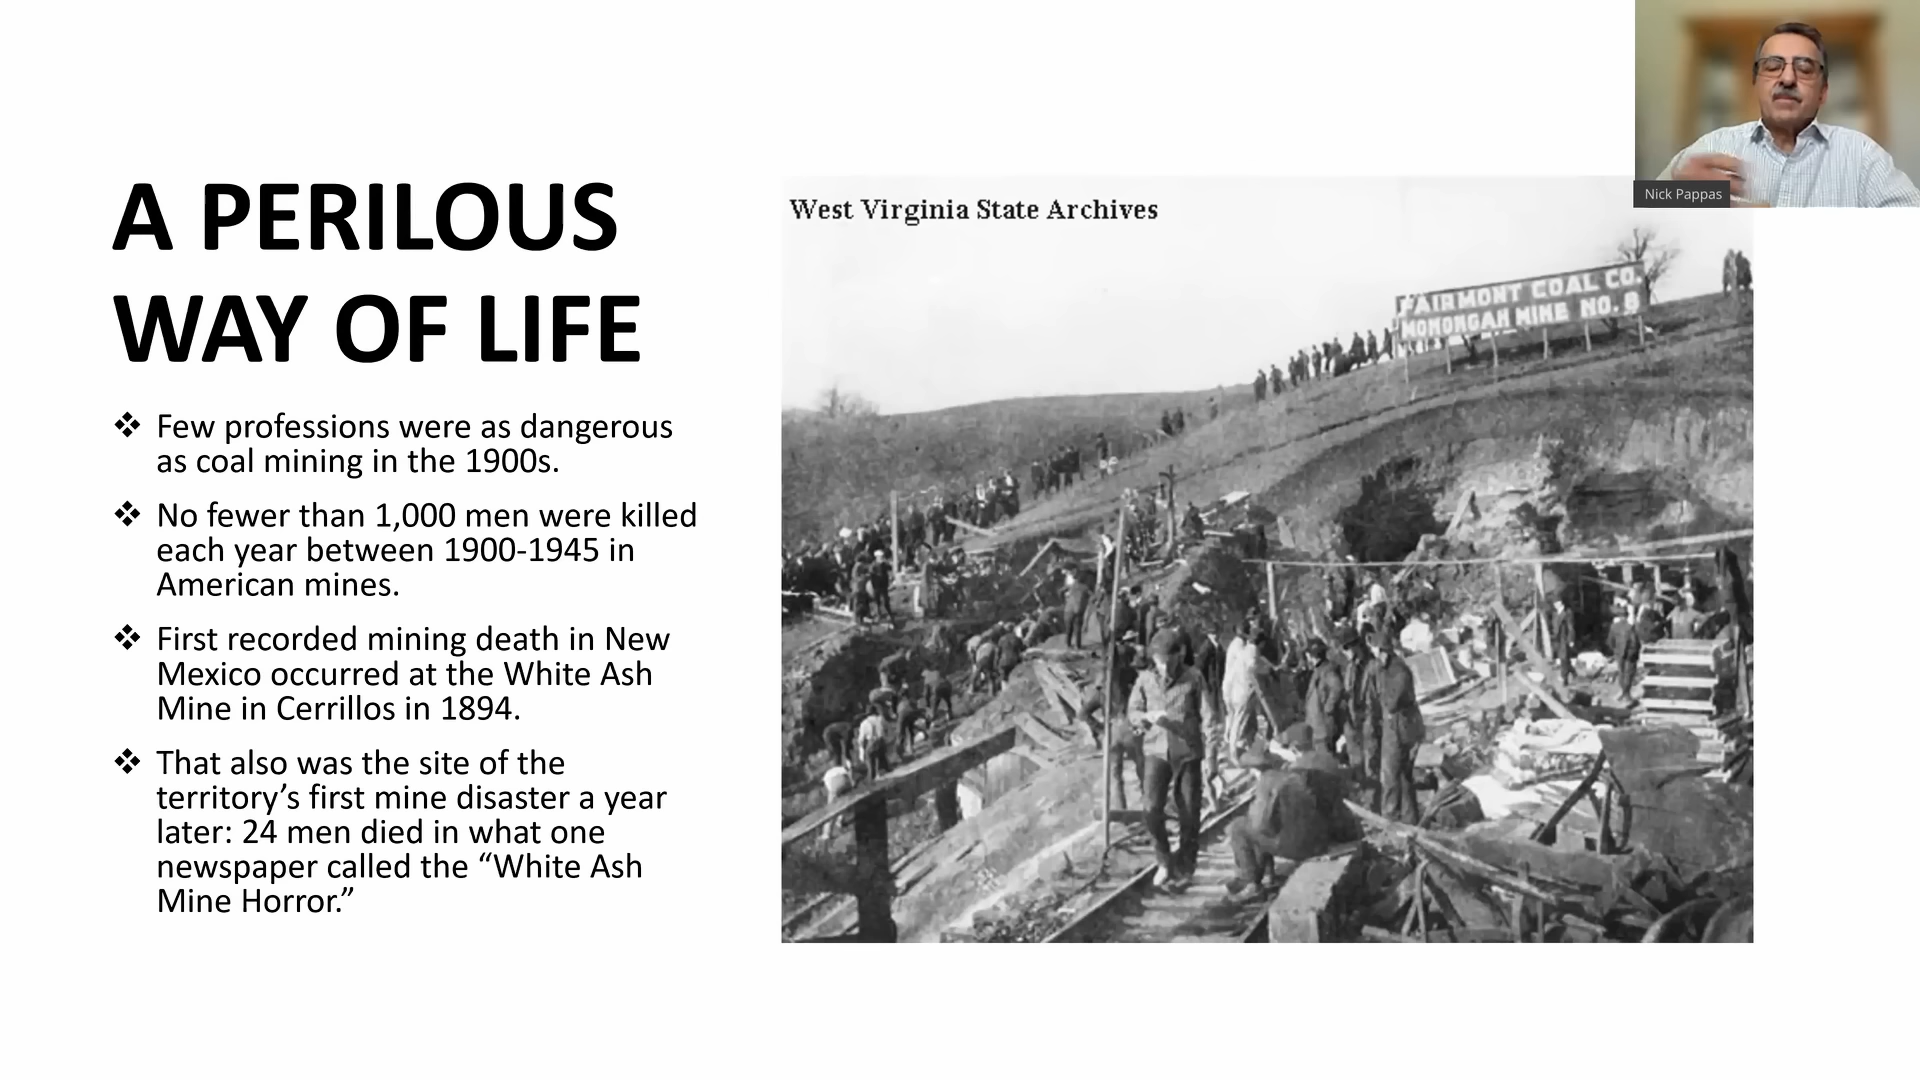 A PERILOUS
WAY OF LIFE
❖ Few professions were as dangerous
as coal mining in the 1900s.
❖ No fewer than 1,000 men were killed
each year between 1900-1945 in
American mines.
❖ First recorded mining death in New
Mexico occurred at the White Ash
Mine in Cerrillos in 1894.
❖ That also was the site of the
territory’s first mine disaster a year
later: 24 men died in what one
newspaper called the “White Ash
Mine Horror.”
West Virginia State Archives
FAIRMONT COAL CO.
MONONGAH MINE NO. 8
Nick Pappas